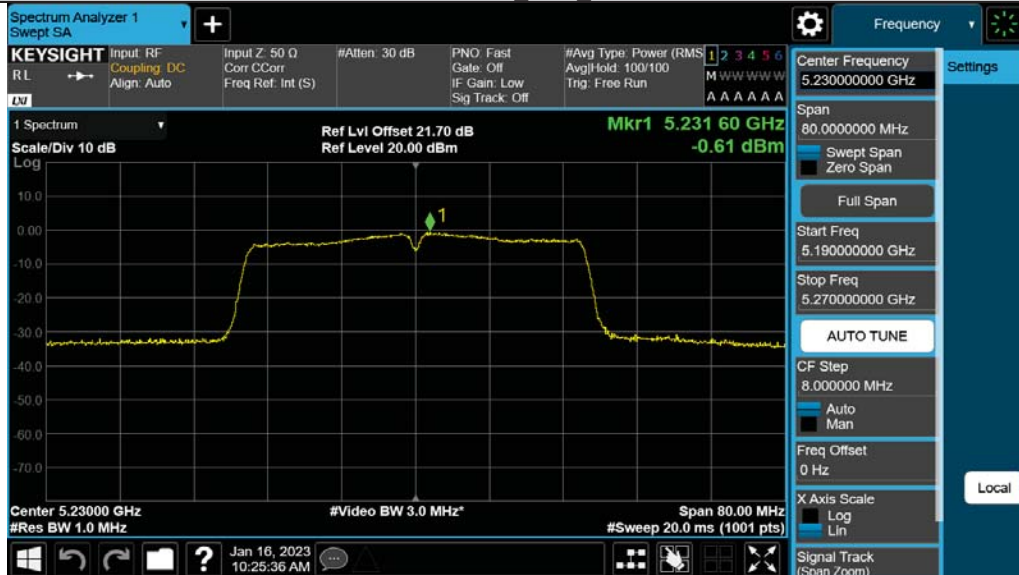 Spectrum Analyzer 1
Swept SA
Frequency
KEYSIGHT
RL
LXI
Input: RF
Coupling: DC
Align: Auto
Input Z: 50 Ω
Corr CCorr
Freq Ref: Int (S)
#Atten: 30 dB
PNO: Fast
Gate: Off
IF Gain: Low
Sig Track: Off
#Avg Type: Power (RMS
Avg|Hold: 100/100
Trig: Free Run
1 2 3 4 5 6
M W W W W W
A A A A A A
Center Frequency
5.230000000 GHz
Settings
Span
80.0000000 MHz
Swept Span
Zero Span
Full Span
Start Freq
5.190000000 GHz
Stop Freq
5.270000000 GHz
AUTO TUNE
CF Step
8.000000 MHz
Auto
Man
Freq Offset
0 Hz
X Axis Scale
Log
Lin
Signal Track
(Span Zoom)
Local
1 Spectrum
Scale/Div 10 dB
Ref Lvl Offset 21.70 dB
Ref Level 20.00 dBm
Mkr1 5.231 60 GHz
-0.61 dBm
Log
10.0
0.00
-10.0
-20.0
-30.0
-40.0
-50.0
-60.0
-70.0
1
Center 5.23000 GHz
#Res BW 1.0 MHz
#Video BW 3.0 MHz*
Span 80.00 MHz
#Sweep 20.0 ms (1001 pts)
?
Jan 16, 2023
10:25:36 AM